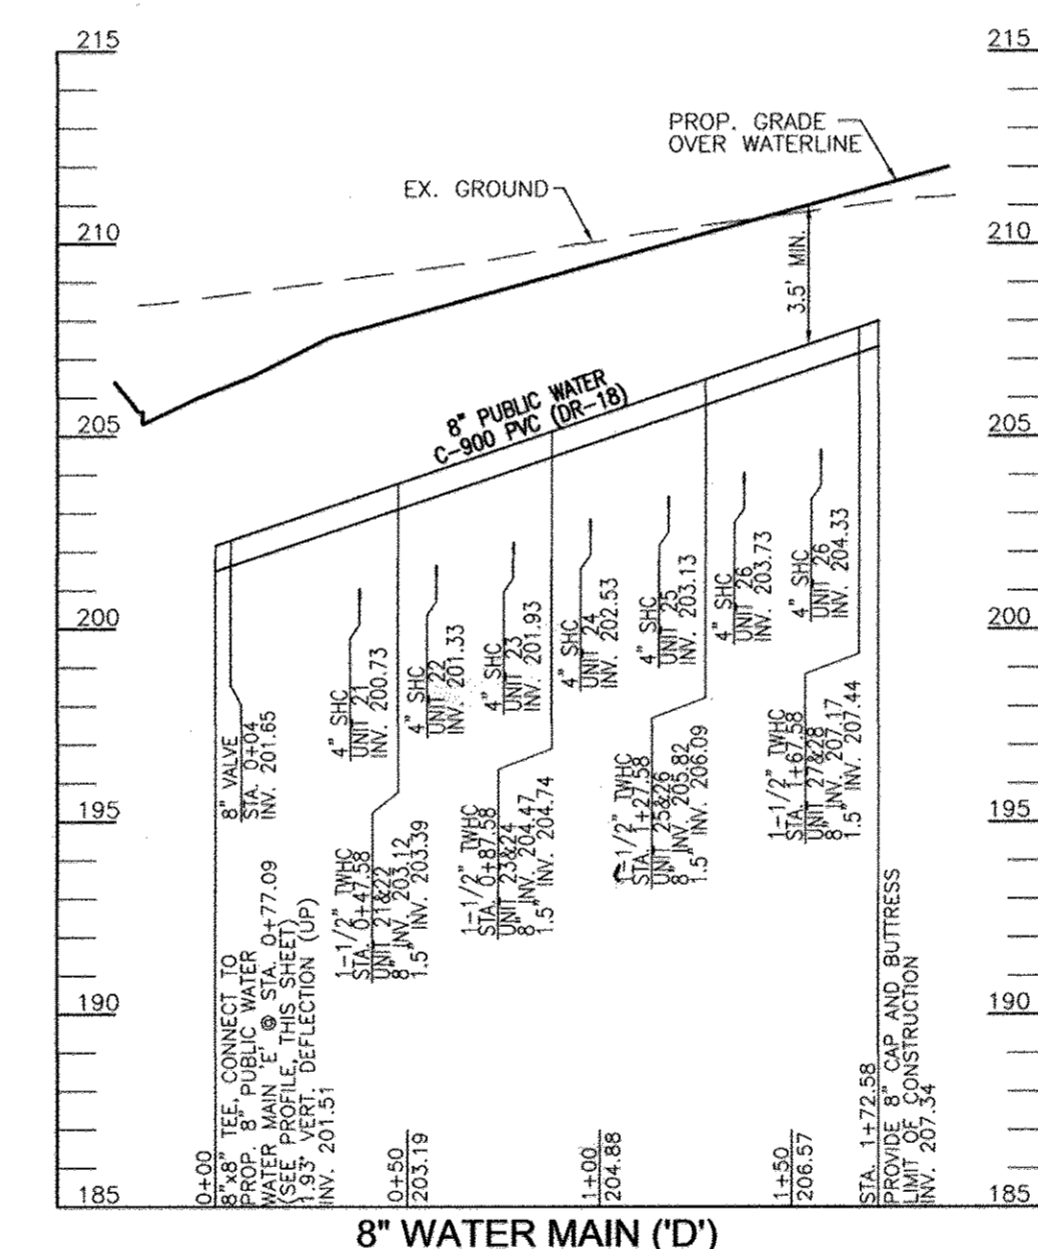 215
215
PROP. GRADE
OVER WATERLINE
EX. GROUND
210
210
3.5' MIN.
205
205
8" PUBLIC WATER
C-900 PVC (DR-18)
200
200
195
195
190
190
185
185
8" VALVE
STA. 0+04
INV. 201.65
4" SHC
UNIT 21
INV. 200.73
4" SHC
UNIT 22
INV. 201.33
4" SHC
UNIT 23
INV. 201.93
4" SHC
UNIT 24
INV. 202.53
4" SHC
UNIT 25
INV. 203.13
4" SHC
UNIT 26
INV. 203.73
4" SHC
UNIT 26
INV. 204.33
1-1/2" TWHC
STA. 0+47.58
UNIT 21&22
8" INV. 203.12
1.5" INV. 203.39
1-1/2" TWHC
STA. 0+87.58
UNIT 23&24
8" INV. 204.47
1.5" INV. 204.74
1-1/2" TWHC
STA. 1+27.58
UNIT 25&26
8" INV. 205.82
1.5" INV. 206.09
1-1/2" TWHC
STA. 1+67.58
UNIT 27&28
8" INV. 207.17
1.5" INV. 207.44
0+00
8"x8" TEE, CONNECT TO
PROP. 8" PUBLIC WATER
WATER MAIN 'E' @ STA. 0+77.09
(SEE PROFILE, THIS SHEET)
1.93° VERT. DEFLECTION (UP)
INV. 201.51
0+50
203.19
1+00
204.88
1+50
206.57
STA. 1+72.58
PROVIDE 8" CAP AND BUTTRESS
LIMIT OF CONSTRUCTION
INV. 207.34
8" WATER MAIN ('D')